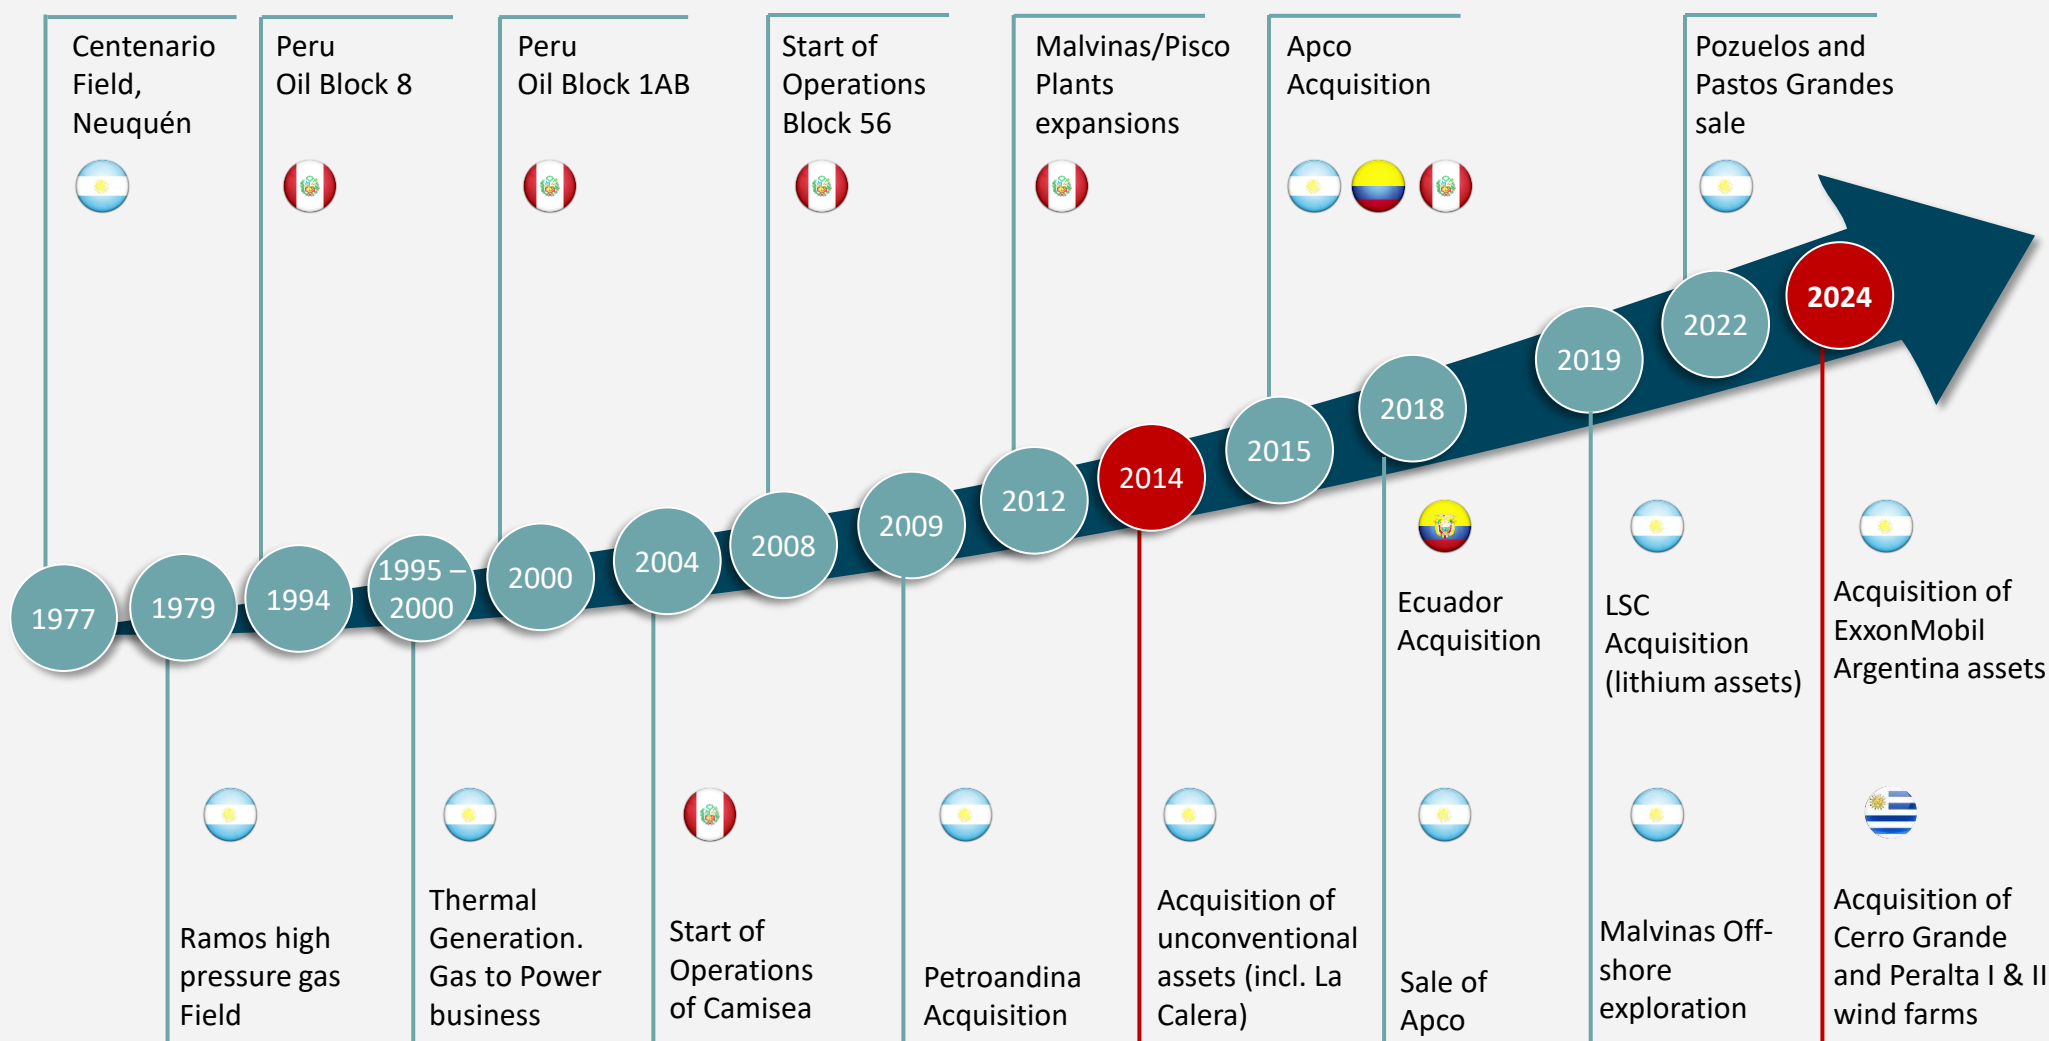 Centenario
Field,
Neuquén
Peru
Oil Block 8
Peru
Oil Block 1AB
Start of
Operations
Block 56
Malvinas/Pisco
Plants
expansions
Apco
Acquisition
Pozuelos and
Pastos Grandes
sale
1977
1979
1994
1995 –
2000
2000
2004
2008
2009
2012
2014
2015
2018
2019
2022
2024
Ecuador
Acquisition
LSC
Acquisition
(lithium assets)
Acquisition of
ExxonMobil
Argentina assets
Ramos high
pressure gas
Field
Thermal
Generation.
Gas to Power
business
Start of
Operations
of Camisea
Petroandina
Acquisition
Acquisition of
unconventional
assets (incl. La
Calera)
Sale of
Apco
Malvinas Off-
shore
exploration
Acquisition of
Cerro Grande
and Peralta I & II
wind farms